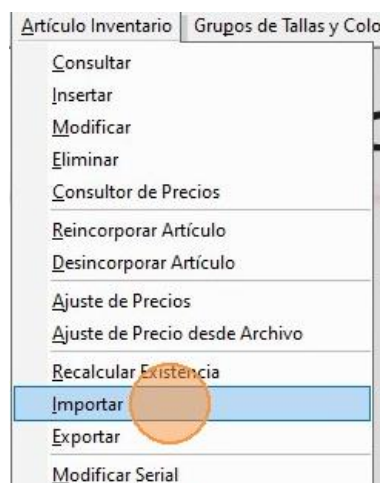 Artículo Inventario Grupos de Tallas y Colo
Consultar
Insertar
Modificar
Eliminar
Consultor de Precios
Reincorporar Artículo
Desincorporar Artículo
Ajuste de Precios
Ajuste de Precio desde Archivo
Recalcular Existencia
Importar
Exportar
Modificar Serial